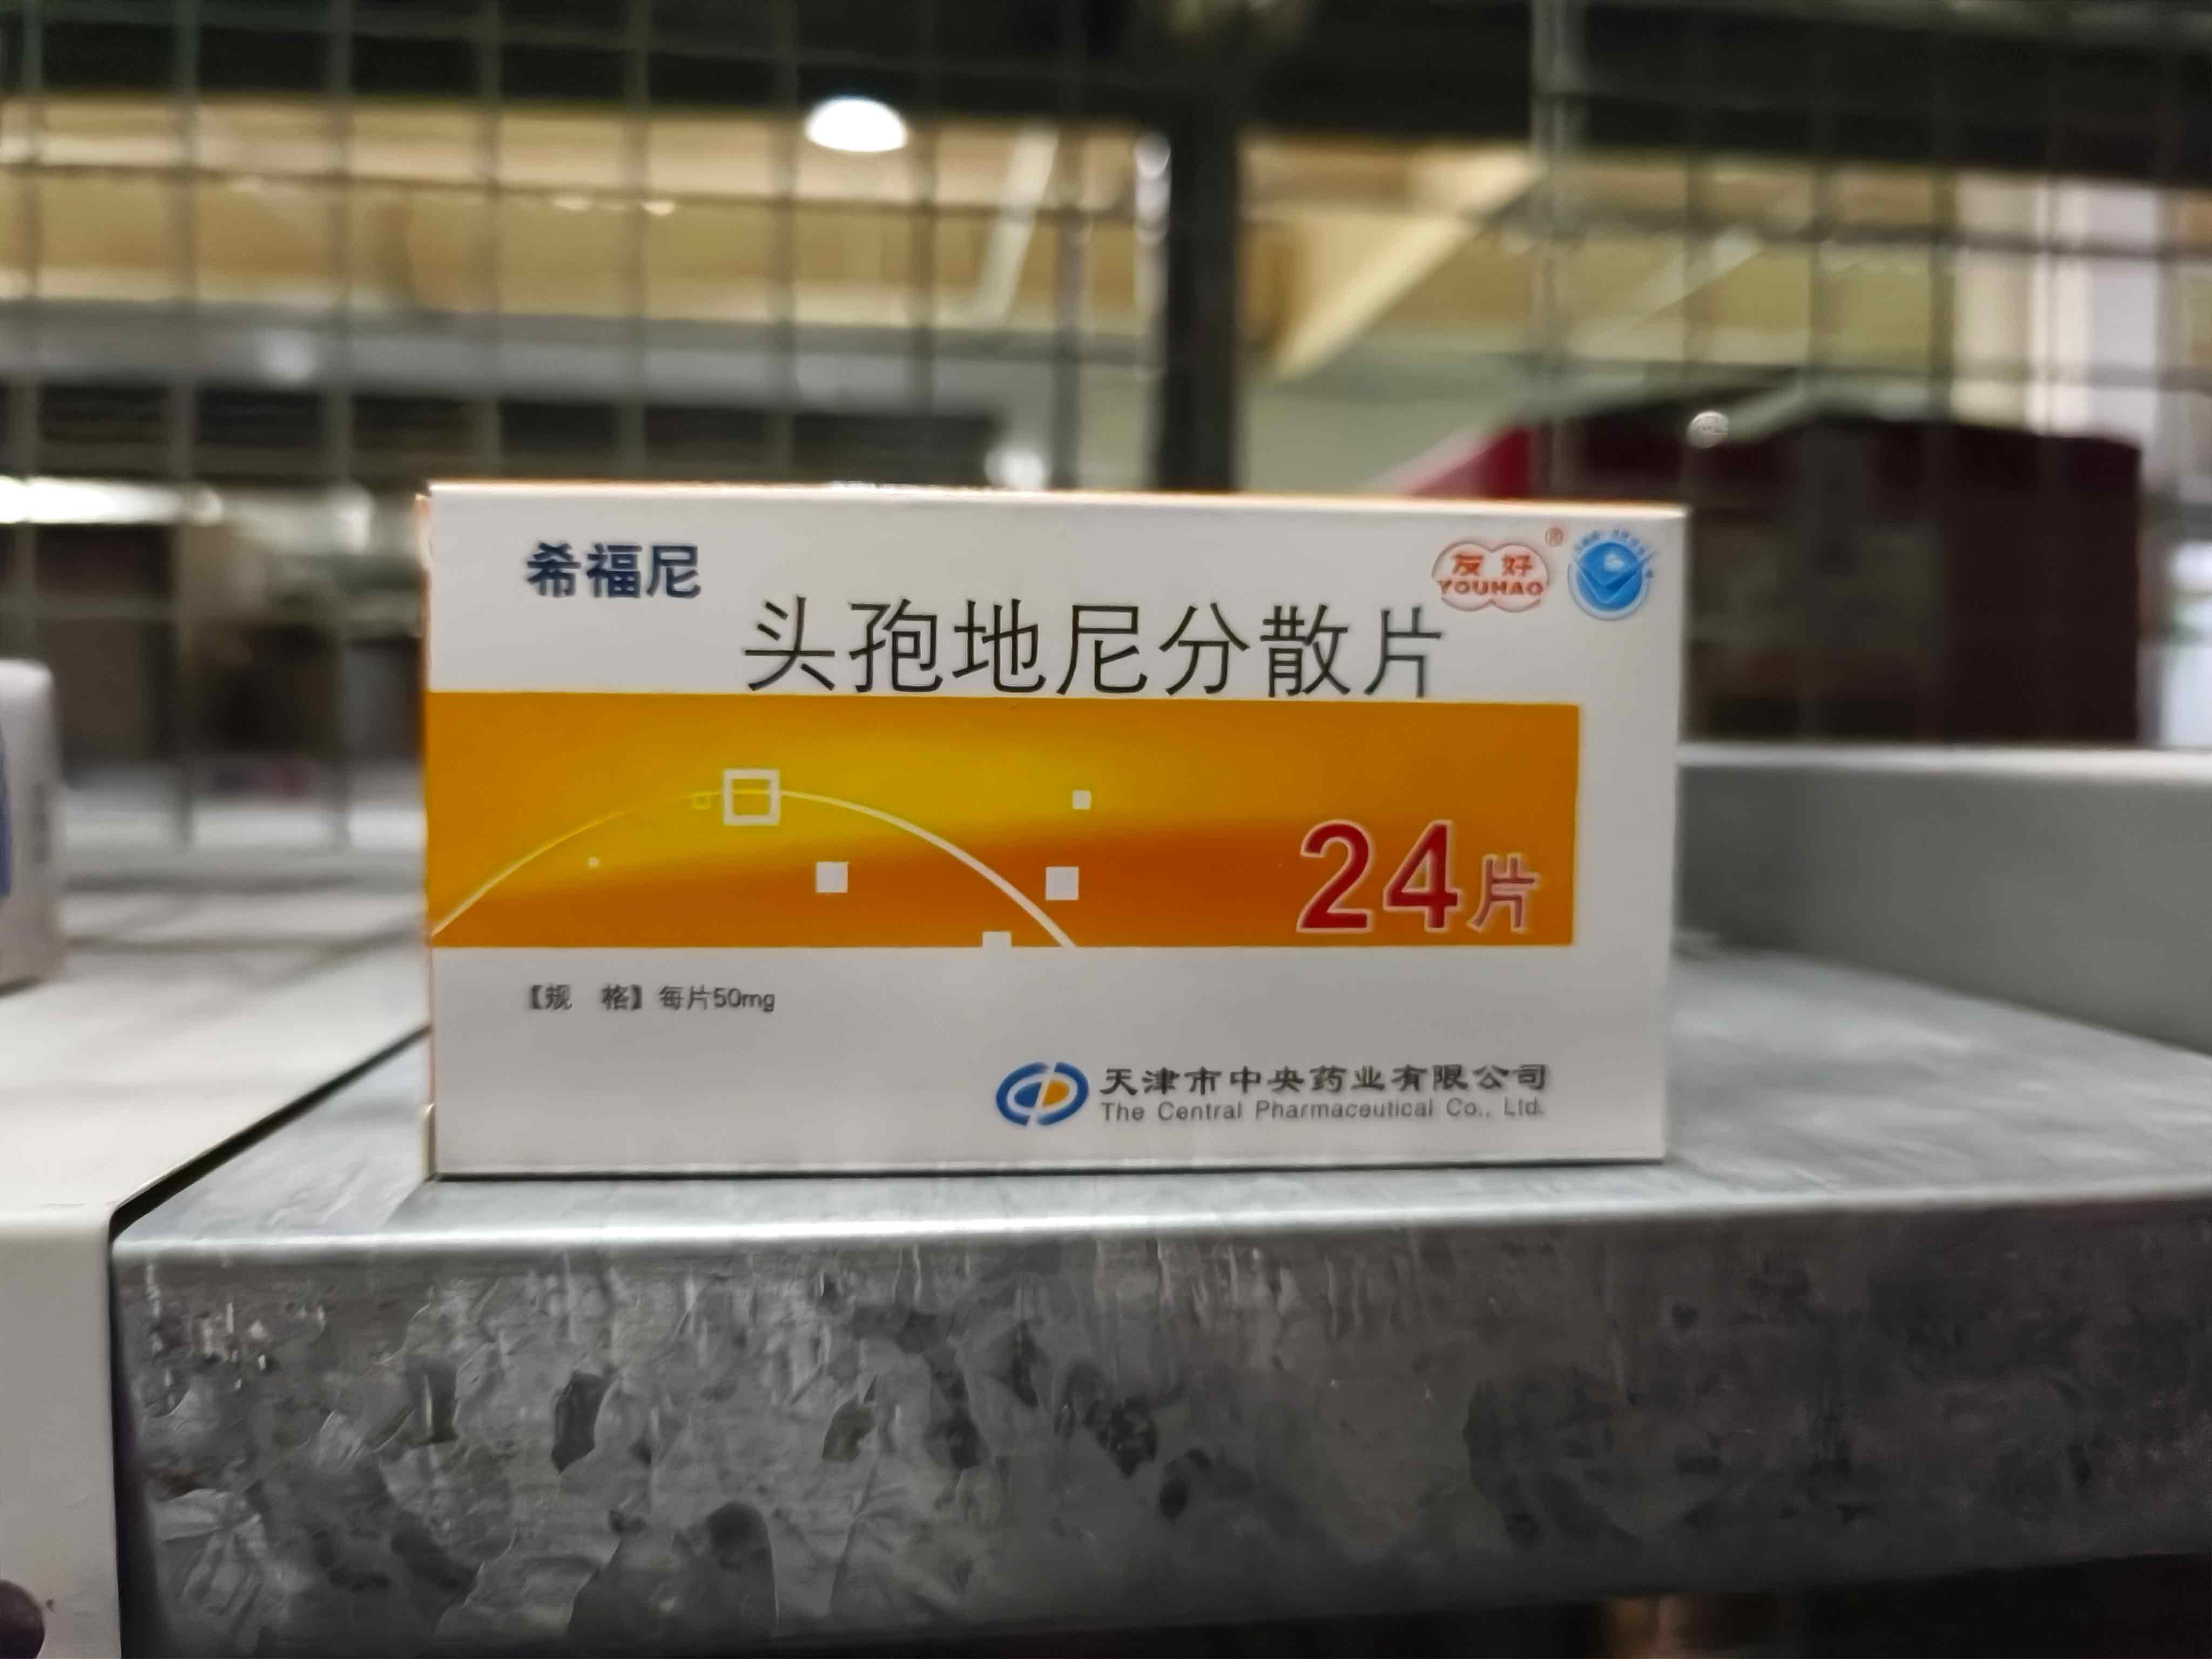 希福尼
友好
®
YOUHAO
头孢地尼分散片
24片
【规 格】每片50mg
天津市中央药业有限公司
The Central Pharmaceutical Co., Ltd.